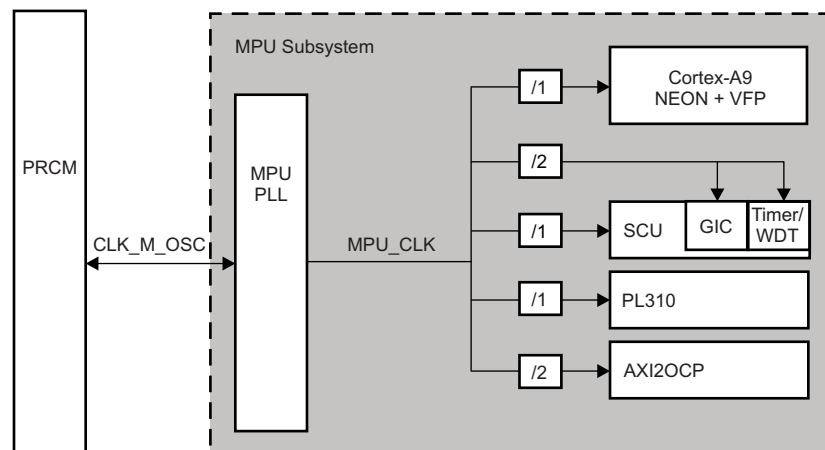 MPU Subsystem
PRCM
CLK_M_OSC
MPU
PLL
MPU_CLK
/1
Cortex-A9
NEON + VFP
/2
/1
SCU
GIC
Timer/
WDT
/1
PL310
/2
AXI2OCP